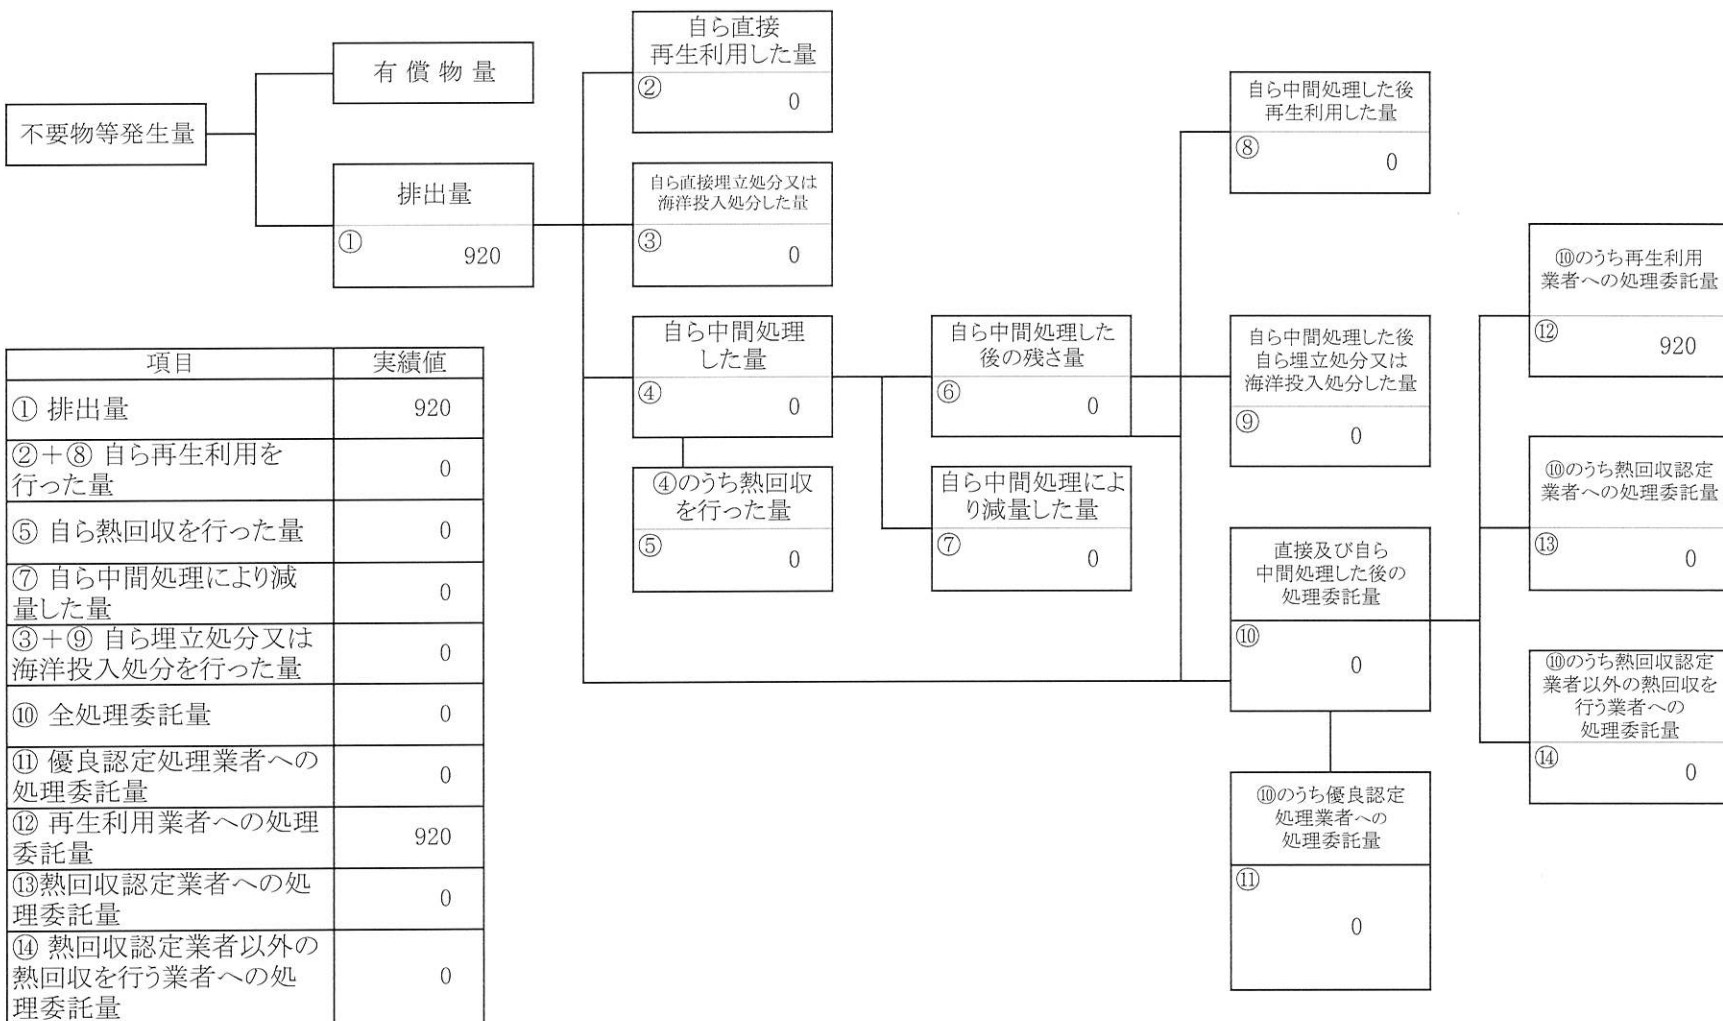 不要物等発生量
有償物量
排出量
①
920
自ら直接
再生利用した量
②
0
自ら直接埋立処分又は
海洋投入処分した量
③
0
自ら中間処理
した量
④
0
④のうち熱回収
を行った量
⑤
0
自ら中間処理した
後の残さ量
⑥
0
自ら中間処理によ
り減量した量
⑦
0
自ら中間処理した後
再生利用した量
⑧
0
自ら中間処理した後
自ら埋立処分又は
海洋投入処分した量
⑨
0
直接及び自ら
中間処理した後の
処理委託量
⑩
0
⑩のうち優良認定
処理業者への
処理委託量
⑪
0
⑩のうち再生利用
業者への処理委託量
⑫
920
⑩のうち熱回収認定
業者への処理委託量
⑬
0
⑩のうち熱回収認定
業者以外の熱回収を
行う業者への
処理委託量
⑭
0
項目 実績値
① 排出量 920
②＋⑧ 自ら再生利用を
行った量 0
⑤ 自ら熱回収を行った量 0
⑦ 自ら中間処理により減
量した量 0
③＋⑨ 自ら埋立処分又は
海洋投入処分を行った量 0
⑩ 全処理委託量 0
⑪ 優良認定処理業者への
処理委託量 0
⑫ 再生利用業者への処理
委託量 920
⑬熱回収認定業者への処
理委託量 0
⑭ 熱回収認定業者以外の
熱回収を行う業者への処
理委託量 0